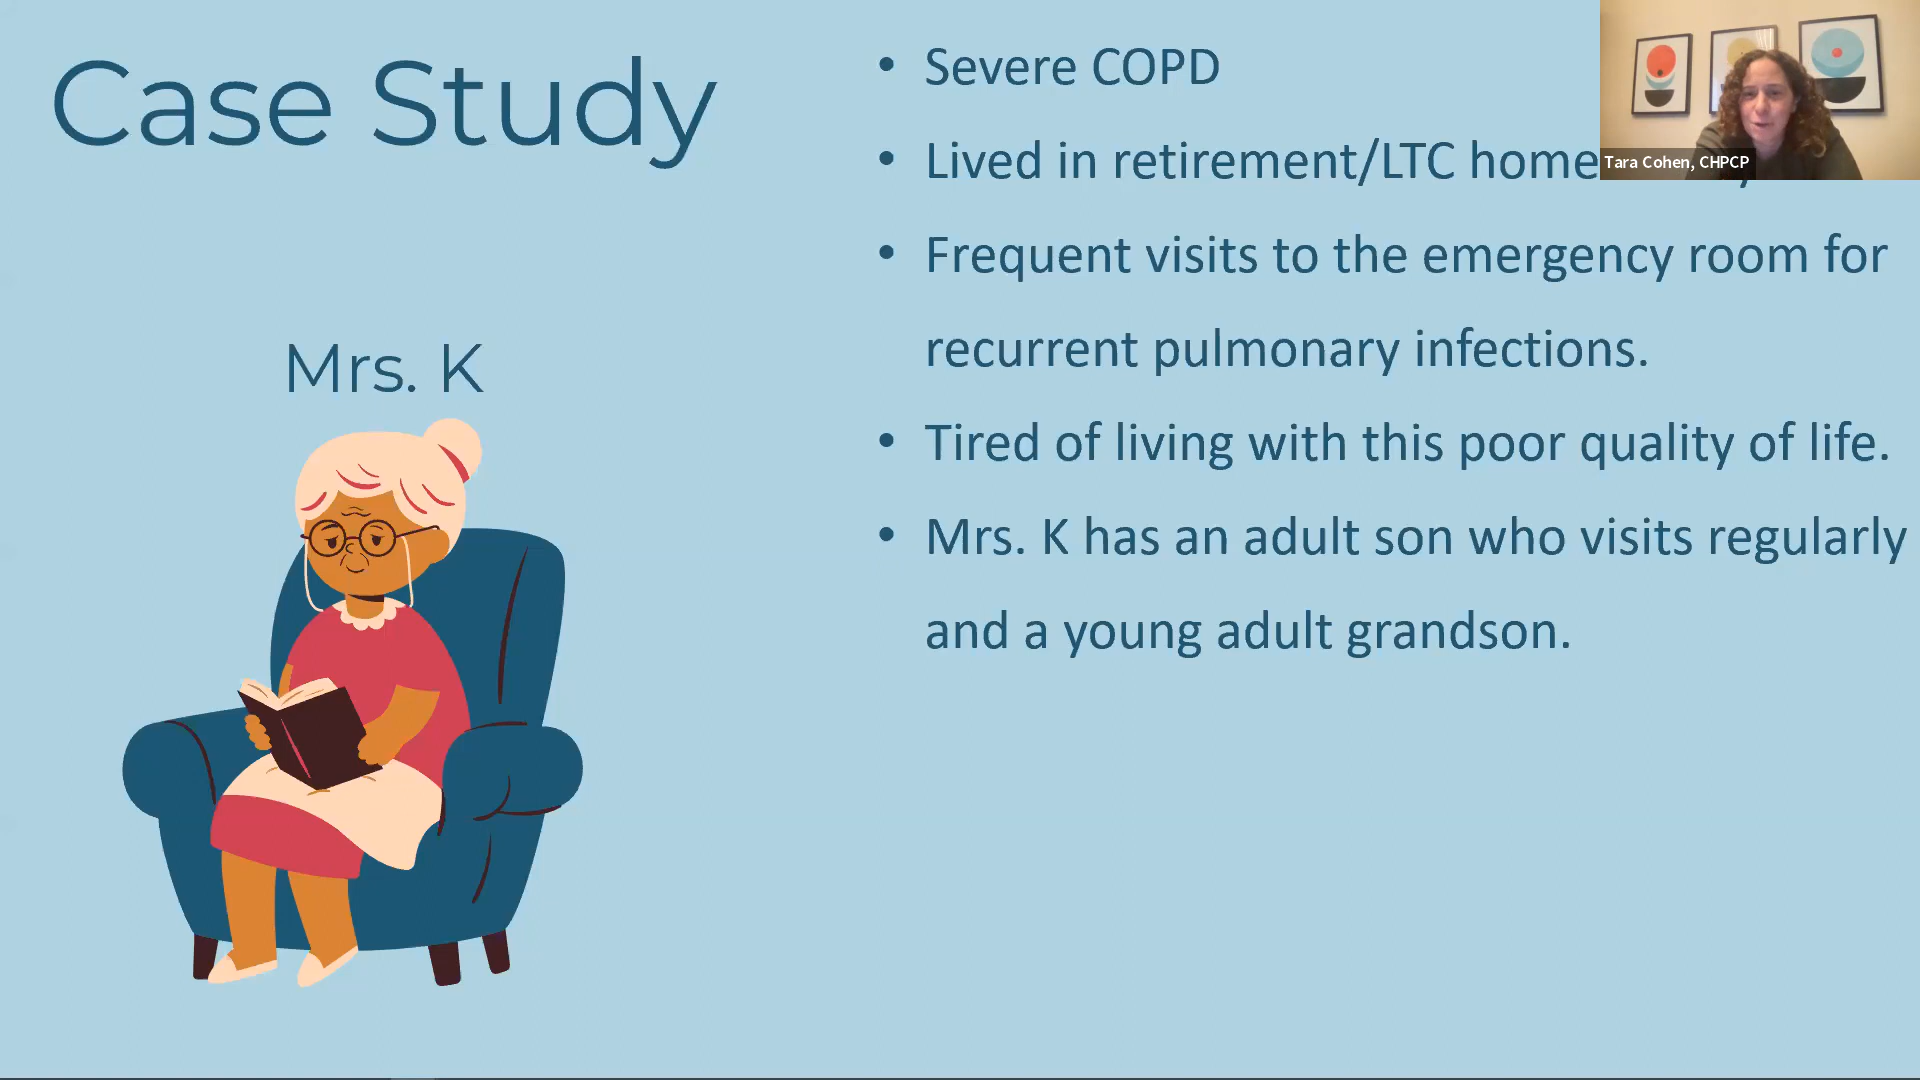 Case Study
Mrs. K
• Severe COPD
• Lived in retirement/LTC home
• Frequent visits to the emergency room for
recurrent pulmonary infections.
• Tired of living with this poor quality of life.
• Mrs. K has an adult son who visits regularly
and a young adult grandson.
Tara Cohen, CHPCP